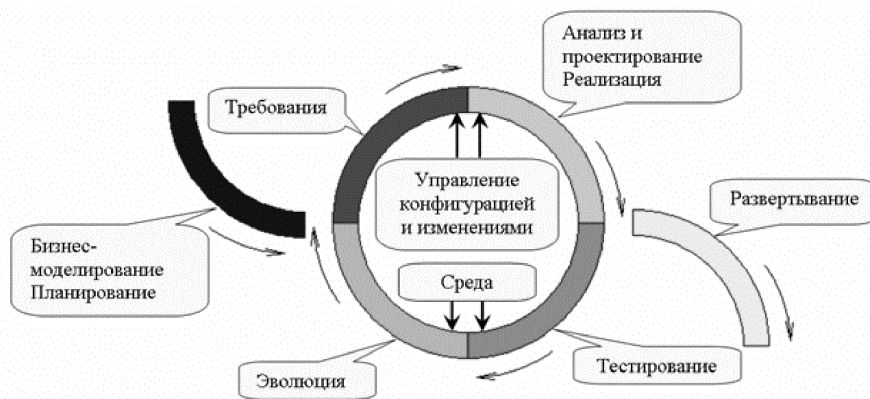 Анализ и
проектирование
Реализация
Требования
Управление
конфигурацией
и изменениями
Развертывание
Бизнес-
моделирование
Планирование
Среда
Эволюция
Тестирование